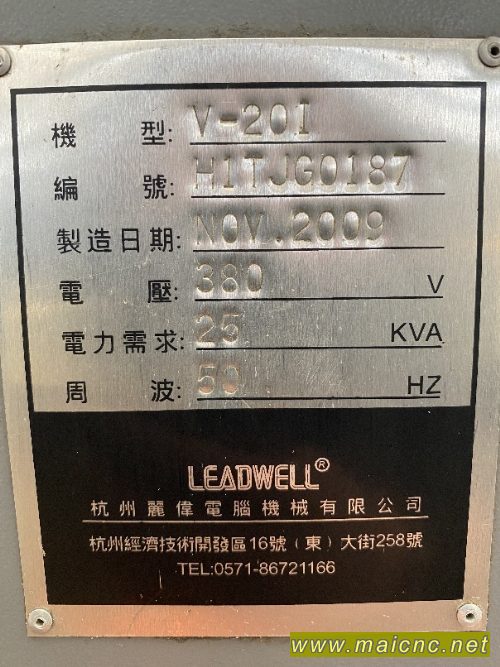 機 型: V-20I
編 號: H1TJG0187
製造日期: NOV.2009
電 壓: 380 V
電力需求: 25 KVA
周 波: 50 HZ
LEADWELL®
杭州麗偉電腦機械有限公司
杭州經濟技術開發區16號（東）大街258號
TEL:0571-86721166
www.maicnc.net